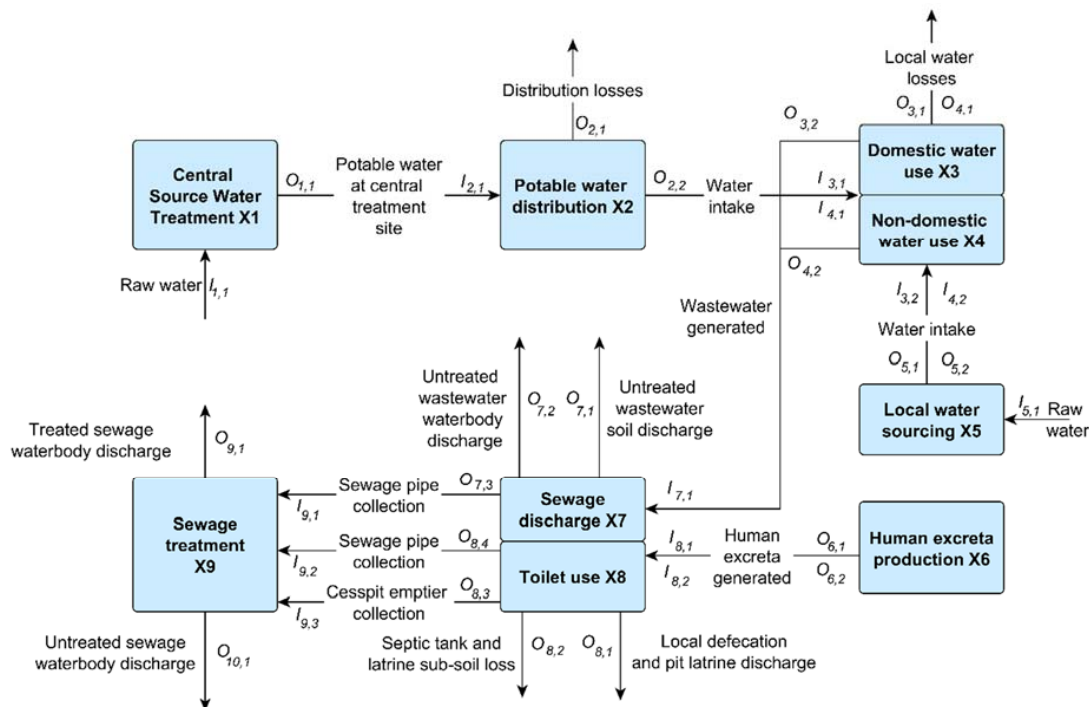 Local water
losses
O3,1 O4,1
Distribution losses
O2,1
O3,2
Central
Source Water
Treatment X1
O1,1
Potable water
at central
treatment
site
I2,1
Potable water
distribution X2
O2,2
Water
intake
I3,1
I4,1
Domestic water
use X3
Non-domestic
water use X4
O4,2
Raw water
I1,1
Wastewater
generated
I3,2 I4,2
Water intake
O5,1 O5,2
Local water
sourcing X5
I5,1
Raw
water
Untreated
wastewater
waterbody
discharge
O7,2
O7,1
Untreated
wastewater
soil discharge
Treated sewage
waterbody discharge
O9,1
Sewage
treatment
X9
I9,1
Sewage pipe
collection
O7,3
Sewage
discharge X7
I7,1
I9,2
Sewage pipe
collection
O8,4
Toilet use X8
I8,1
I8,2
Human
excreta
generated
O6,1
O6,2
Human excreta
production X6
I9,3
Cesspit emptier
collection
O8,3
Untreated sewage
waterbody discharge
O10,1
Septic tank and
latrine sub-soil loss
O8,2
O8,1
Local defecation
and pit latrine discharge